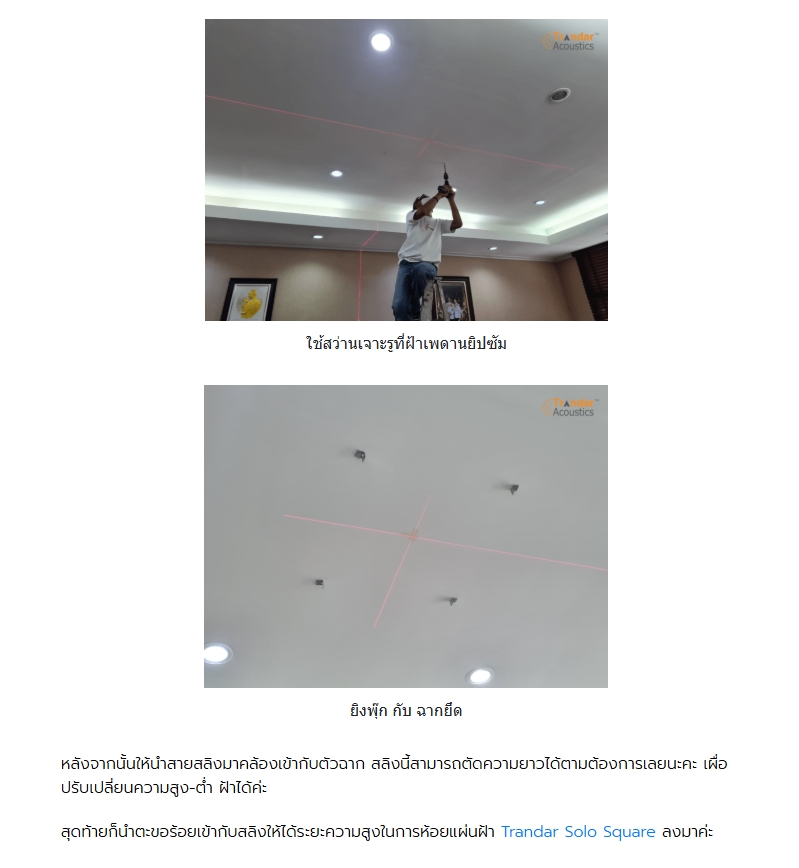 Trandar™
Acoustics
ใช้สว่านเจาะรูที่ฝ้าเพดานยิปซัม
Trandar™
Acoustics
ยิงพุ๊ก กับ ฉากยึด
หลังจากนั้นให้นำสายสลิงมาคล้องเข้ากับตัวฉาก สลิงนี้สามารถตัดความยาวได้ตามต้องการเลยนะคะ เผื่อ
ปรับเปลี่ยนความสูง-ต่ำ ฝ้าได้ค่ะ
สุดท้ายก็นำตะขอร้อยเข้ากับสลิงให้ได้ระยะความสูงในการห้อยแผ่นฝ้า Trandar Solo Square ลงมาค่ะ